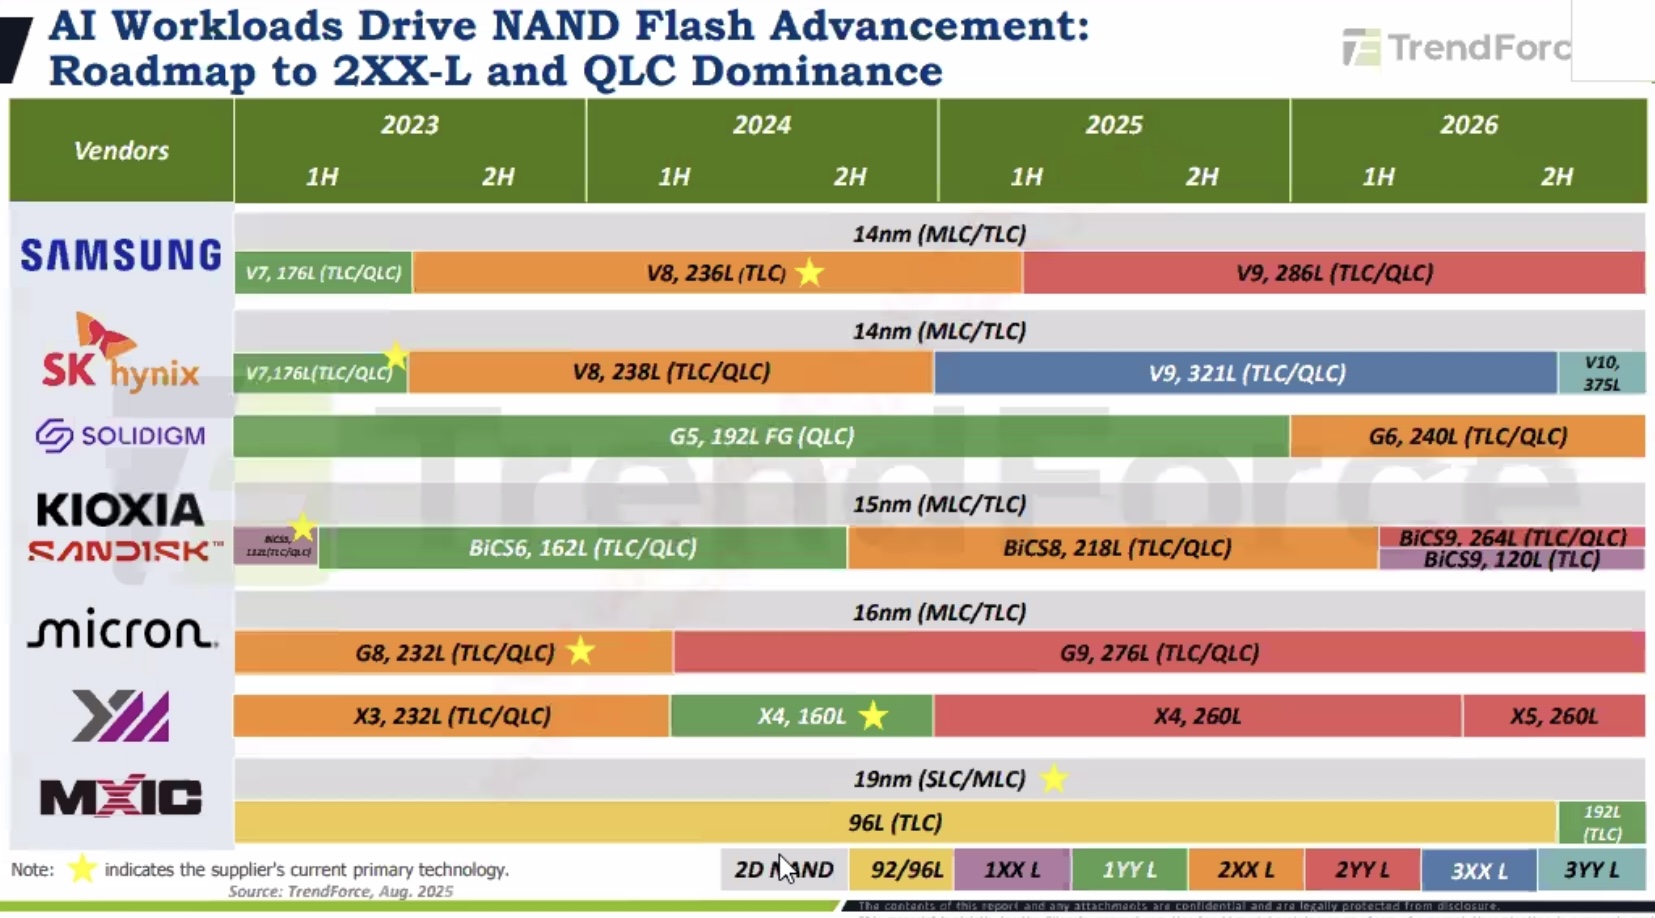 AI Workloads Drive NAND Flash Advancement:
Roadmap to 2XX-L and QLC Dominance
TrendForc
Vendors
2023
2024
2025
2026
1H
2H
1H
2H
1H
2H
1H
2H
SAMSUNG
14nm (MLC/TLC)
V7, 176L (TLC/QLC)
V8, 236L (TLC)
V9, 286L (TLC/QLC)
SK hynix
14nm (MLC/TLC)
V7,176L(TLC/QLC)
V8, 238L (TLC/QLC)
V9, 321L (TLC/QLC)
V10,
375L
SOLIDIGM
G5, 192L FG (QLC)
G6, 240L (TLC/QLC)
TrendForce
KIOXIA
SANDISK™
15nm (MLC/TLC)
BiCS5,
112L(TLC/QLC)
BiCS6, 162L (TLC/QLC)
BiCS8, 218L (TLC/QLC)
BiCS9. 264L (TLC/QLC)
BiCS9, 120L (TLC)
micron®
16nm (MLC/TLC)
G8, 232L (TLC/QLC)
G9, 276L (TLC/QLC)
X3, 232L (TLC/QLC)
X4, 160L
X4, 260L
X5, 260L
MXIC
19nm (SLC/MLC)
96L (TLC)
192L
(TLC)
Note: indicates the supplier's current primary technology.
Source: TrendForce, Aug. 2025
2D NAND
92/96L
1XX L
1YY L
2XX L
2YY L
3XX L
3YY L
The contents of this report and any attachments are confidential and are legally protected from disclosure.